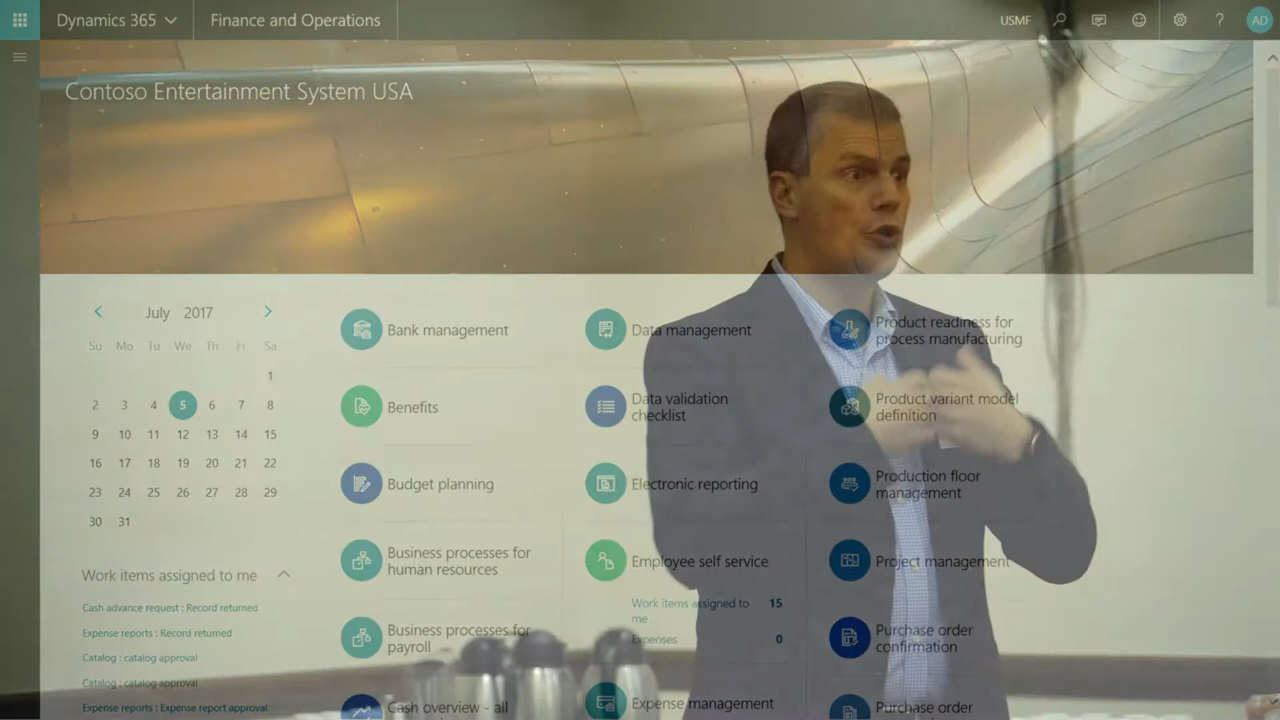 Dynamics 365
Finance and Operations
USMF
?
AD
Contoso Entertainment System USA
July 2017
Su Mo Tu We Th Fr Sa
1
2 3 4 5 6 7 8
9 10 11 12 13 14 15
16 17 18 19 20 21 22
23 24 25 26 27 28 29
30 31
Work items assigned to me
Cash advance request : Record returned
Expense reports : Record returned
Catalog : catalog approval
Catalog : catalog approval
Expense reports : Expense report approval
Bank management
Benefits
Budget planning
Business processes for
human resources
Business processes for
payroll
Cash overview - all
Data management
Data validation
checklist
Electronic reporting
Employee self service
Work items assigned to 15
me
Expenses 0
Expense management
Product readiness for
process manufacturing
Product variant model
definition
Production floor
management
Project management
Purchase order
confirmation
Purchase order